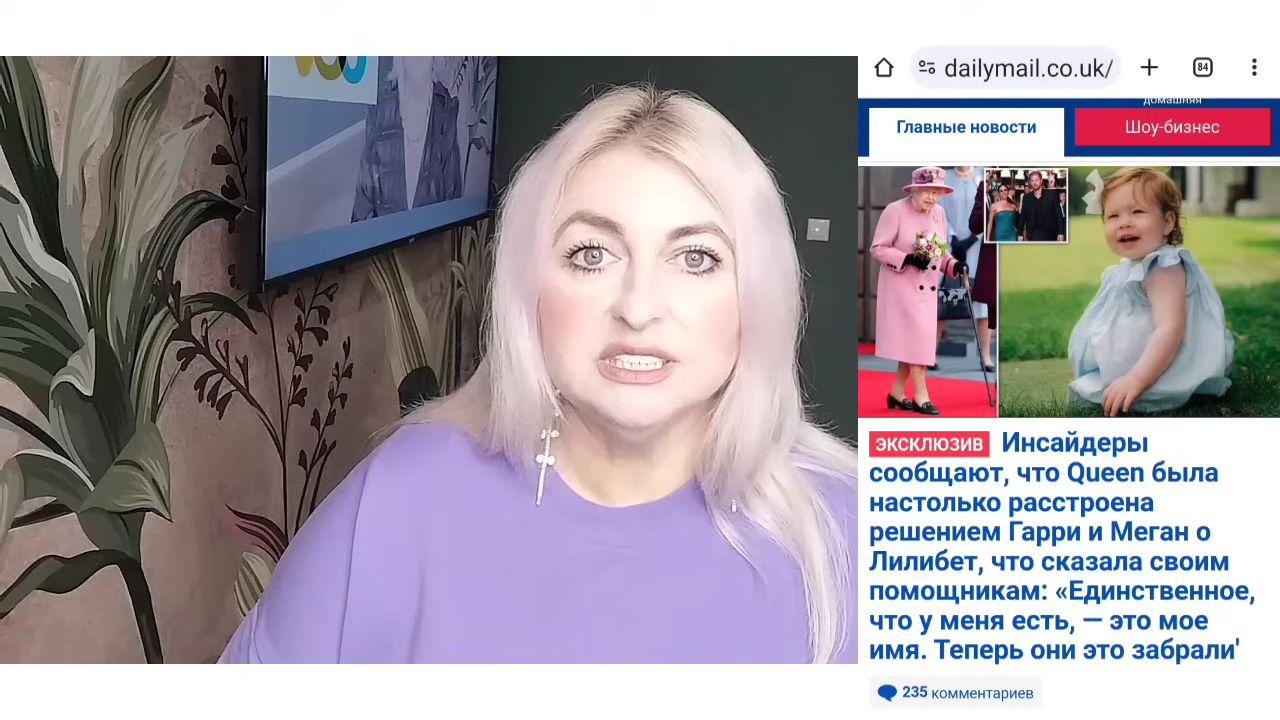 dailymail.co.uk/
84
домашняя
Главные новости
Шоу-бизнес
ЭКСКЛЮЗИВ Инсайдеры
сообщают, что Queen была
настолько расстроена
решением Гарри и Меган о
Лилибет, что сказала своим
помощникам: «Единственное,
что у меня есть, — это мое
имя. Теперь они это забрали'
235 комментариев